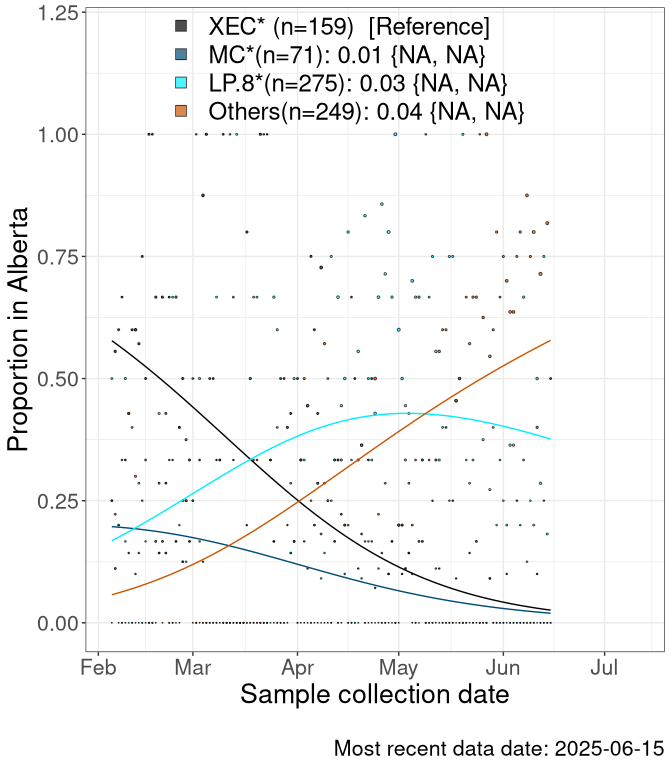 XEC* (n=159)  [Reference]
MC*(n=71): 0.01 {NA, NA}
LP.8*(n=275): 0.03 {NA, NA}
Others(n=249): 0.04 {NA, NA}
1.25
1.00
0.75
0.50
0.25
0.00
Proportion in Alberta
Feb Mar Apr May Jun Jul
Sample collection date
Most recent data date: 2025-06-15